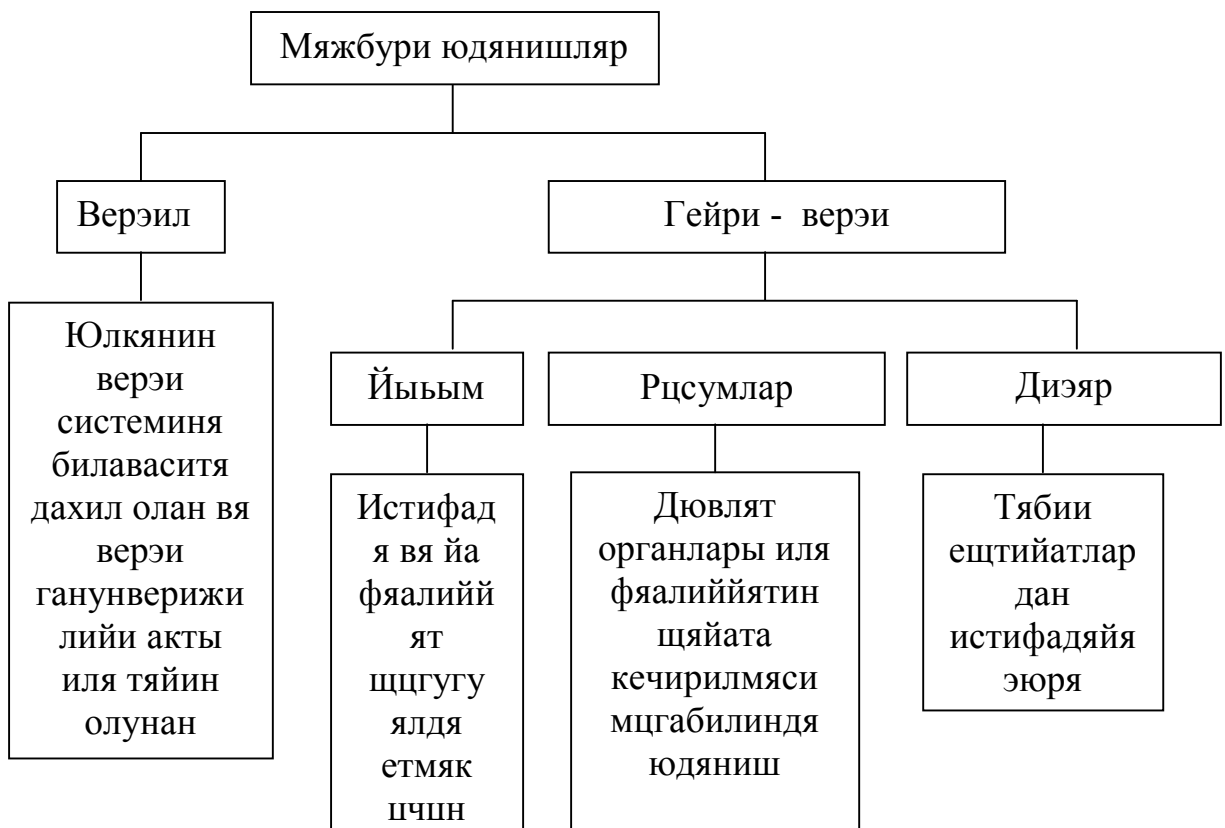 Мяжбури юдянишляр
Верэил
Гейри - верэи
Юлкянин
верэи
системиня
билаваситя
дахил олан вя
верэи
ганунверижи
лийи акты
иля тяйин
олунан
Йыьым
Истифад
я вя йа
фяалийй
ят
щцгугу
ялдя
етмяк
цчцн
Рцсумлар
Дювлят
органлары иля
фяалиййятин
щяйата
кечирилмяси
мцгабилиндя
юдяниш
Диэяр
Тябии
ещтийатлар
дан
истифадяйя
эюря